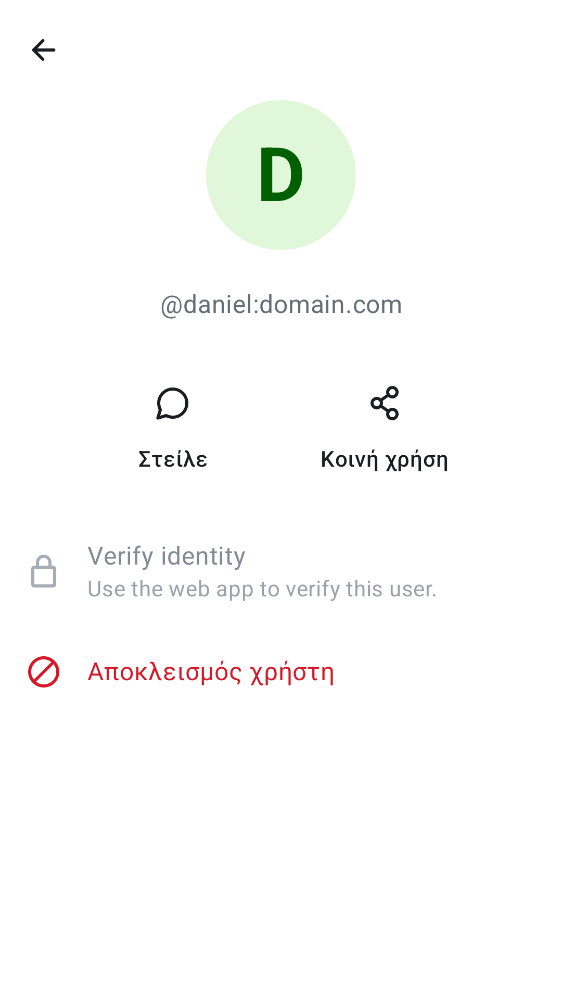 D
@daniel:domain.com
Στείλε
Κοινή χρήση
Verify identity
Use the web app to verify this user.
Αποκλεισμός χρήστη